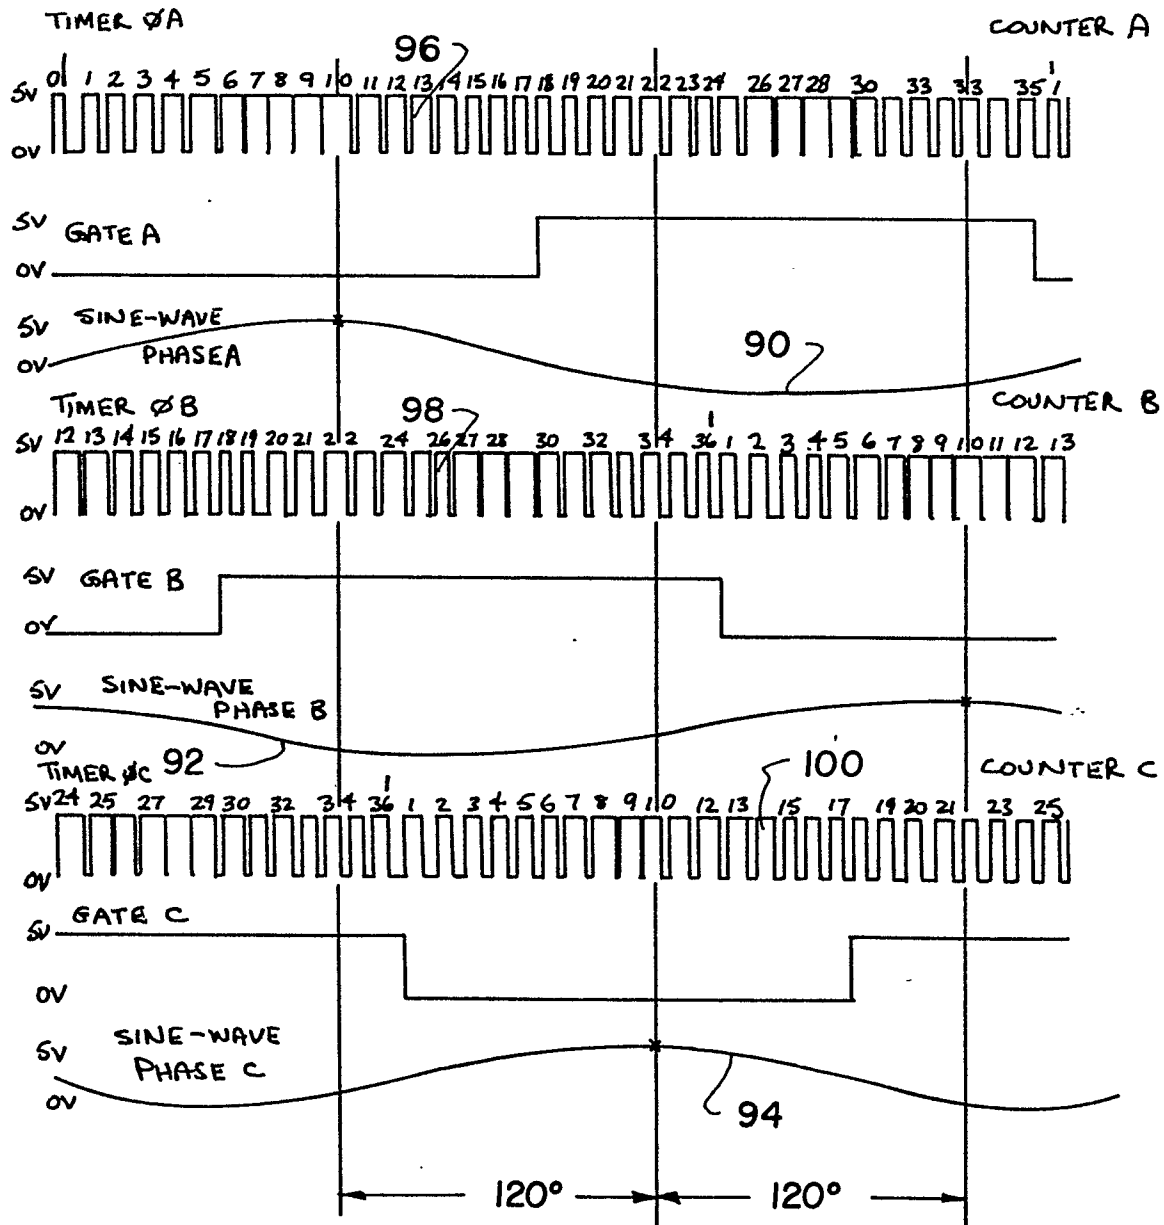 TIMER ØA
COUNTER A
96
0 1 2 3 4 5 6 7 8 9 10 11 12 13 14 15 16 17 18 19 20 21 22 23 24 26 27 28 30 33 33 35 1
5V
0V
5V GATE A
0V
5V SINE-WAVE
0V PHASE A
90
TIMER ØB
98
COUNTER B
5V 12 13 14 15 16 17 18 19 20 21 22 24 26 27 28 30 32 34 36 1 2 3 4 5 6 7 8 9 10 11 12 13
0V
5V GATE B
0V
5V SINE-WAVE
PHASE B
0V 92
TIMER ØC
100
COUNTER C
5V 24 25 27 29 30 32 34 36 1 2 3 4 5 6 7 8 9 10 12 13 15 17 19 20 21 23 25
0V
5V GATE C
0V
SINE-WAVE
5V PHASE C
0V
94
120° 120°